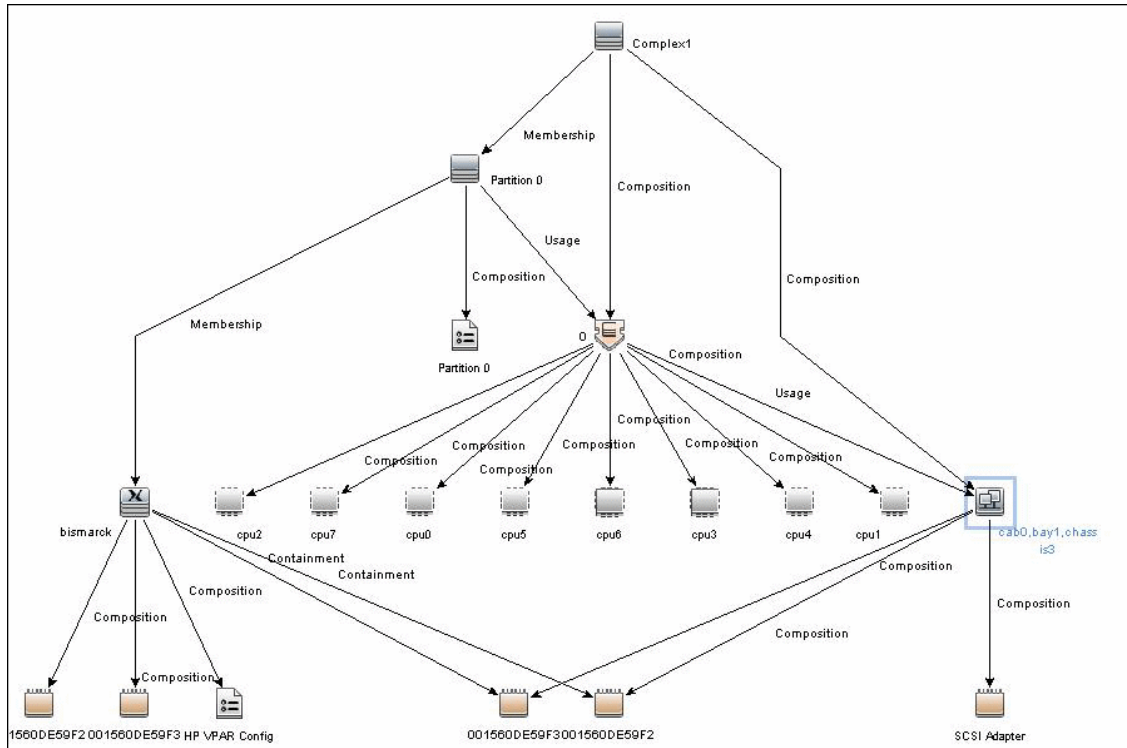 Complex1
Membership
Partition 0
Composition
Usage
Composition
Composition
Membership
0
Composition
Partition 0
Usage
Composition
Composition
Composition
Composition
Composition
Composition
Composition
bismarck
cpu2
cpu7
cpu0
cpu5
cpu6
cpu3
cpu4
cpu1
cab0,bay1,chass
is3
Containment
Containment
Composition
Composition
Composition
Composition
Composition
Composition
1560DE59F2
001560DE59F3
HP VPAR Config
001560DE59F3
001560DE59F2
SCSI Adapter